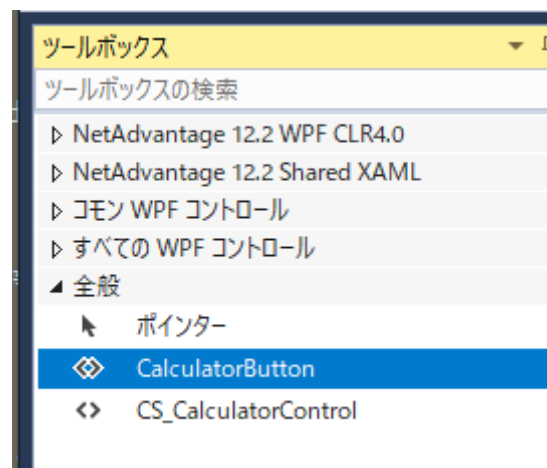 ツールボックス
ツールボックスの検索
NetAdvantage 12.2 WPF CLR4.0
NetAdvantage 12.2 Shared XAML
コモン WPF コントロール
すべての WPF コントロール
全般
ポインター
CalculatorButton
CS_CalculatorControl